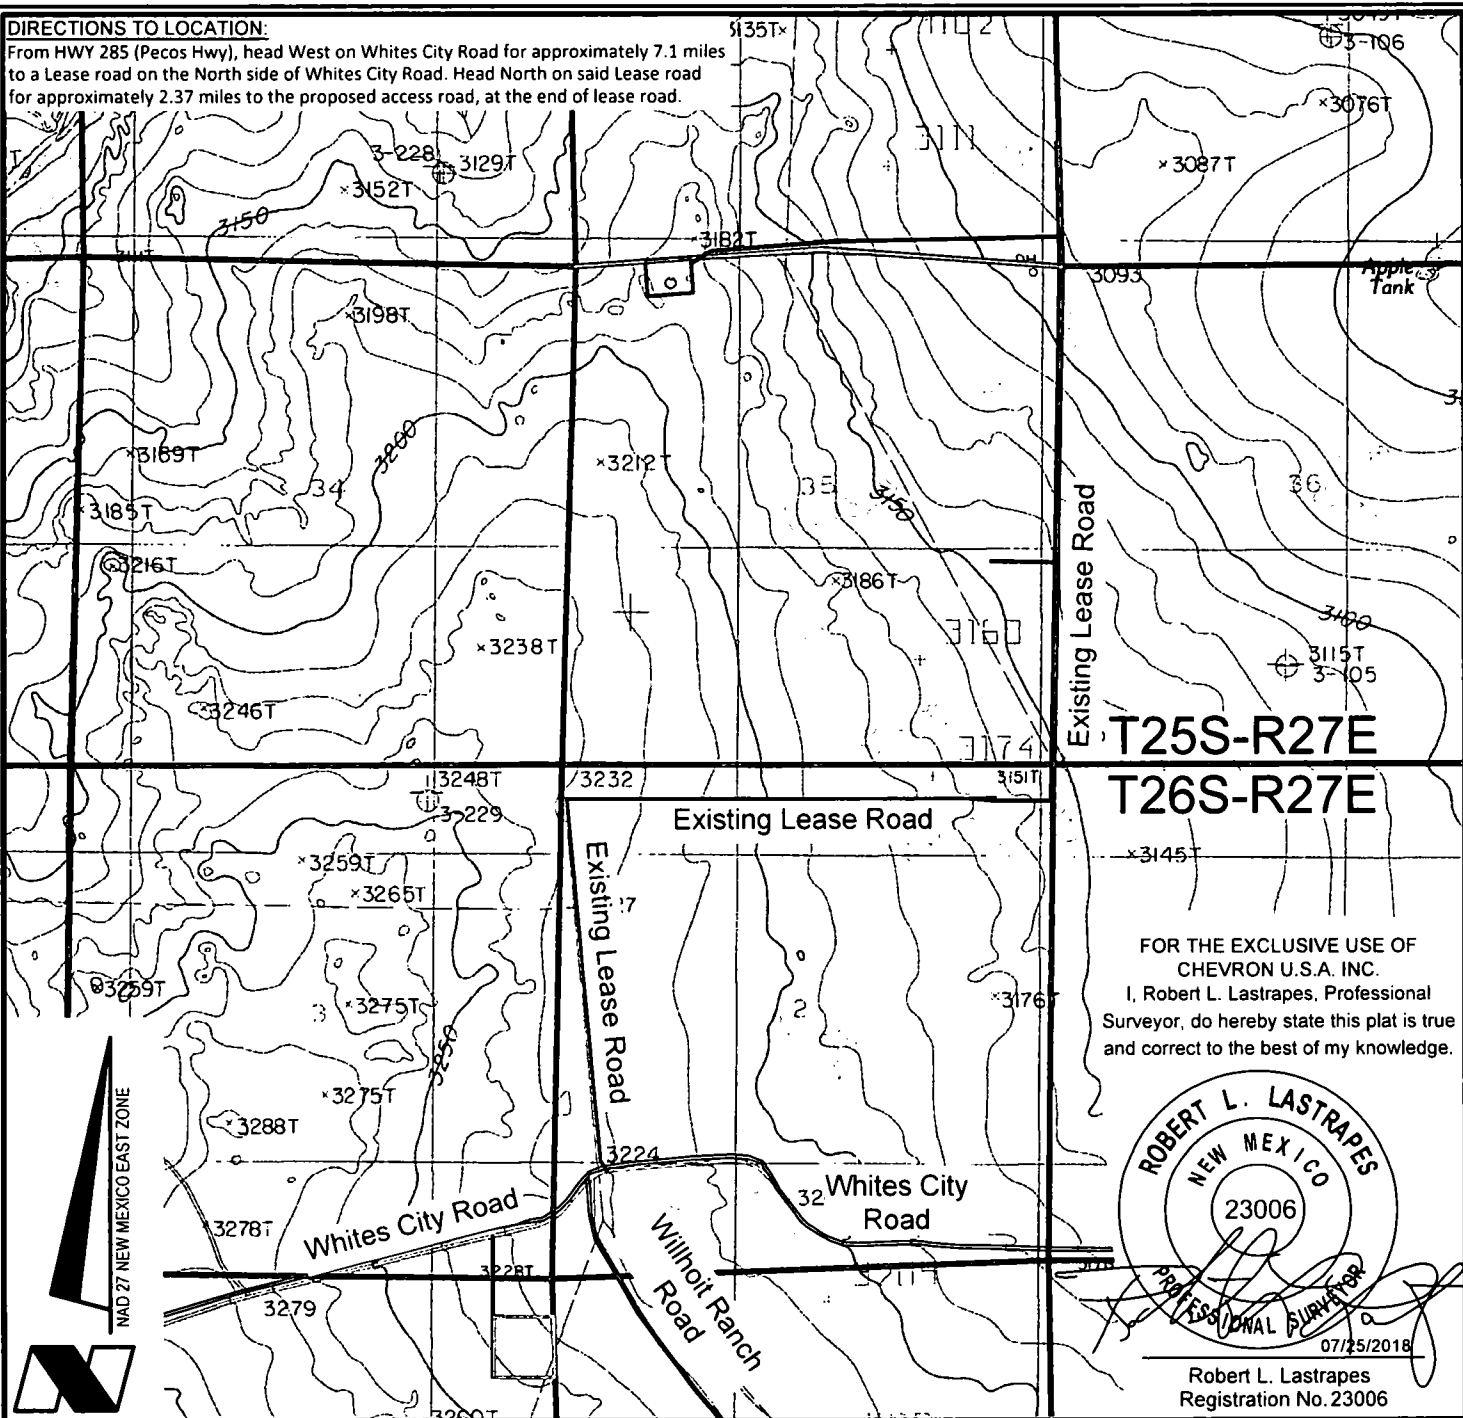 DIRECTIONS TO LOCATION:
From HWY 285 (Pecos Hwy), head West on Whites City Road for approximately 7.1 miles
to a Lease road on the North side of Whites City Road. Head North on said Lease road
for approximately 2.37 miles to the proposed access road, at the end of lease road.
3-106
3076T
3111
3087T
3-228
3129T
3152T
3150
3182T
3093
Apple
Tank
3198T
3200
3189T
34
3212T
35
3150
36
3185T
3216T
3186T
3100
3238T
3160
3115T
3-105
3246T
Existing Lease Road
T25S-R27E
3174
3248T
3232
3151T
T26S-R27E
3-229
Existing Lease Road
3259T
3145T
3265T
Existing Lease Road
3259T
3275T
3
2
3176T
3250
3275T
3288T
3224
Whites City
Road
Whites City Road
3278T
Willhoit Ranch
Road
3228T
3279
3260T
NAD 27 NEW MEXICO EAST ZONE
N
FOR THE EXCLUSIVE USE OF
CHEVRON U.S.A. INC.
I, Robert L. Lastrapes, Professional
Surveyor, do hereby state this plat is true
and correct to the best of my knowledge.
ROBERT L. LASTRAPES
NEW MEXICO
23006
PROFESSIONAL SURVEYOR
07/25/2018
Robert L. Lastrapes
Registration No. 23006